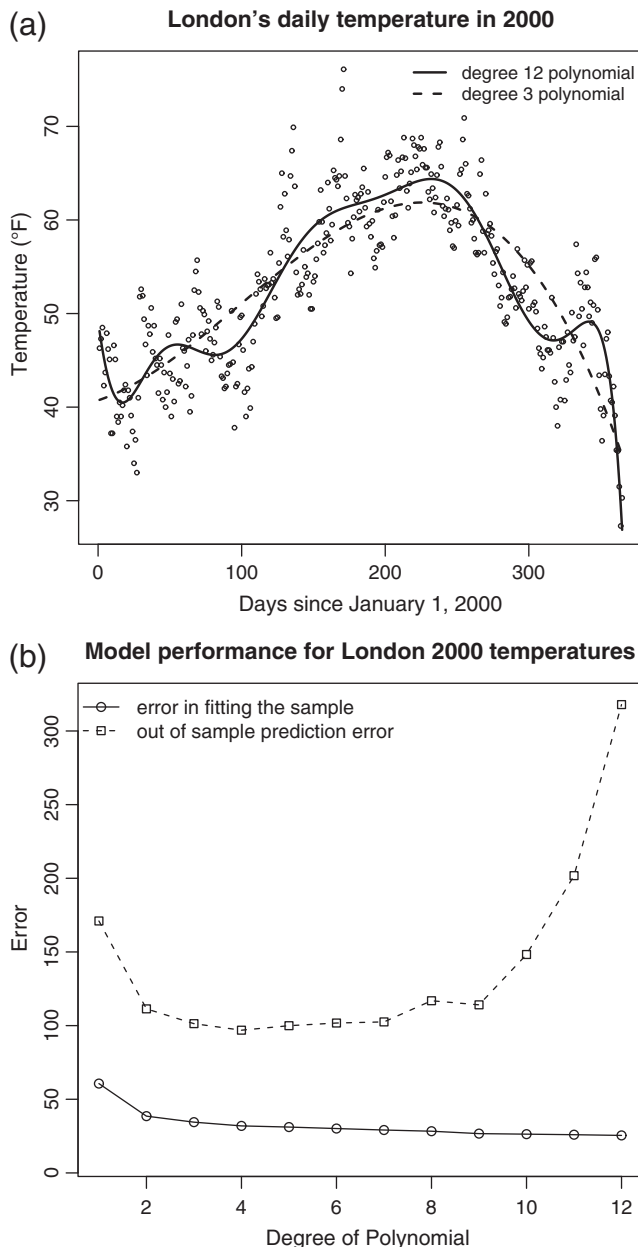 (a)
London's daily temperature in 2000
degree 12 polynomial
degree 3 polynomial
Temperature (°F)
70
60
50
40
30
0
100
200
300
Days since January 1, 2000
(b)
Model performance for London 2000 temperatures
error in fitting the sample
out of sample prediction error
Error
300
250
200
150
100
50
0
2
4
6
8
10
12
Degree of Polynomial